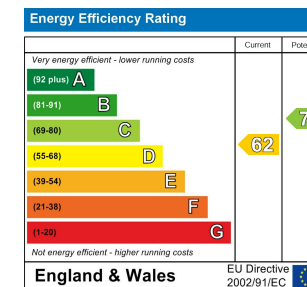 Energy Efficiency Rating
Current
Very energy efficient - lower running costs
(92 plus) A
(81-91) B
(69-80) C
(55-68) D
62
(39-54) E
(21-38) F
(1-20) G
Not energy efficient - higher running costs
England & Wales
EU Directive
2002/91/EC